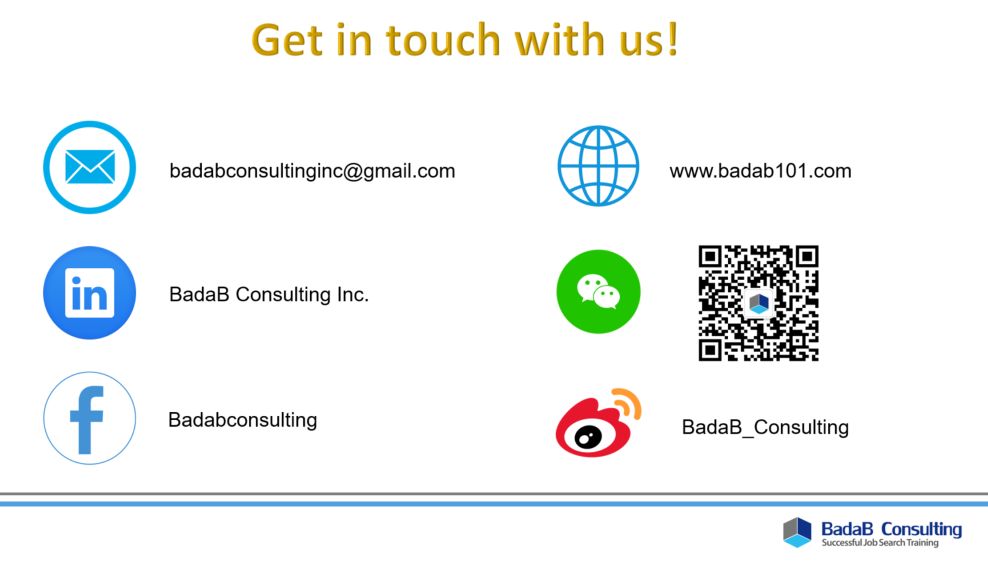 Get in touch with us!
badabconsultinginc@gmail.com
www.badab101.com
in
BadaB Consulting Inc.
f
Badabconsulting
BadaB_Consulting
BadaB Consulting
Successful Job Search Training